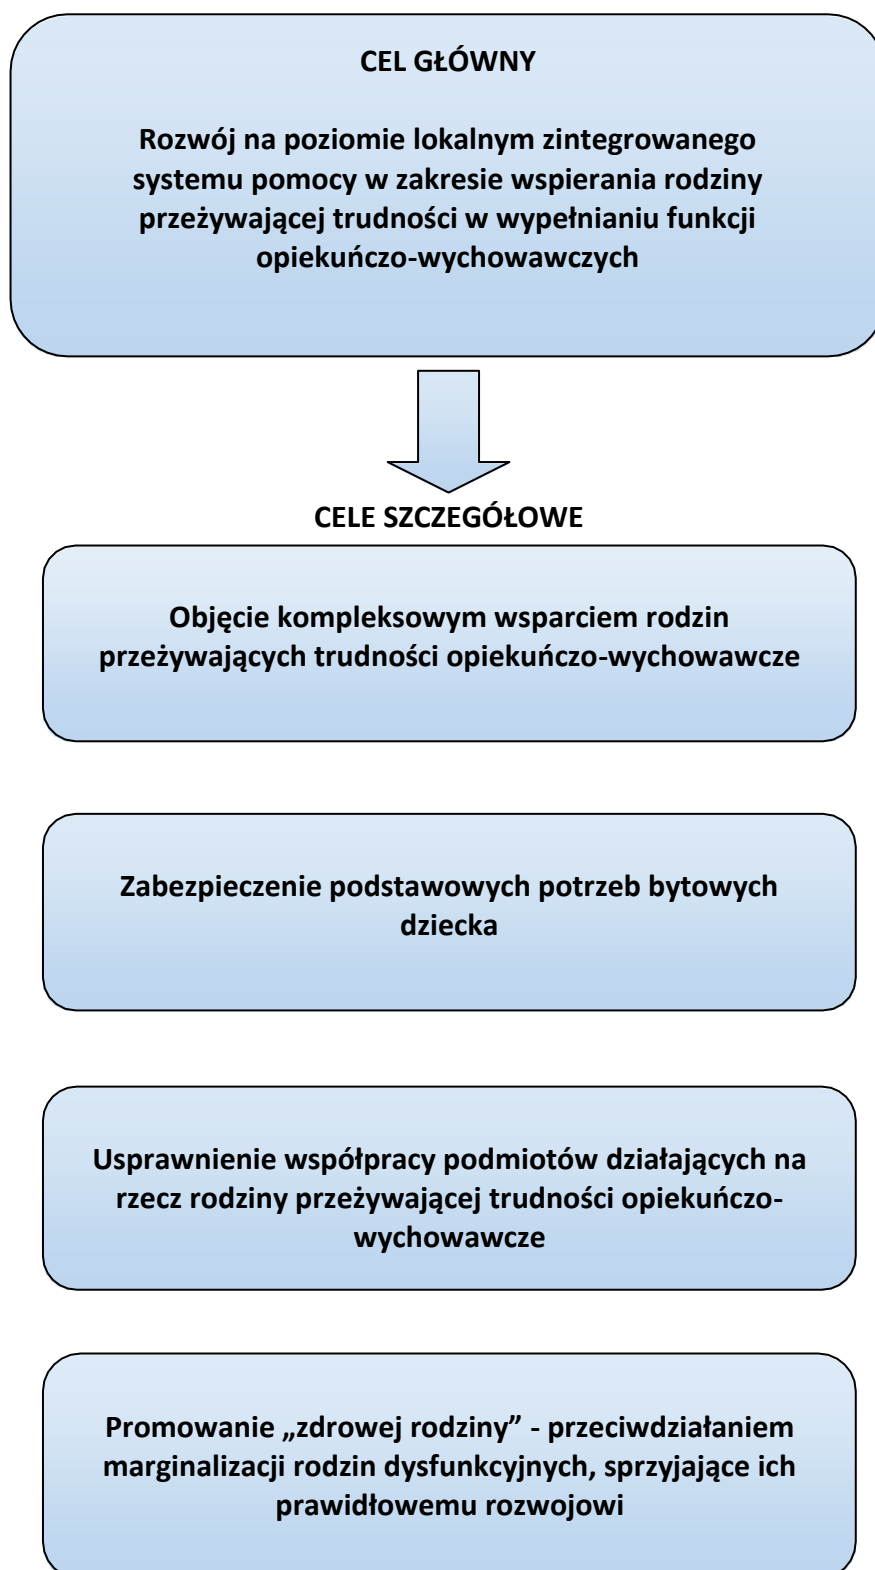 CEL GŁÓWNY
Rozwój na poziomie lokalnym zintegrowanego
systemu pomocy w zakresie wspierania rodziny
przeżywającej trudności w wypełnianiu funkcji
opiekuńczo-wychowawczych
CELE SZCZEGÓŁOWE
Objęcie kompleksowym wsparciem rodzin
przeżywających trudności opiekuńczo-wychowawcze
Zabezpieczenie podstawowych potrzeb bytowych
dziecka
Usprawnienie współpracy podmiotów działających na
rzecz rodziny przeżywającej trudności opiekuńczo-
wychowawcze
Promowanie „zdrowej rodziny” - przeciwdziałaniem
marginalizacji rodzin dysfunkcyjnych, sprzyjające ich
prawidłowemu rozwojowi